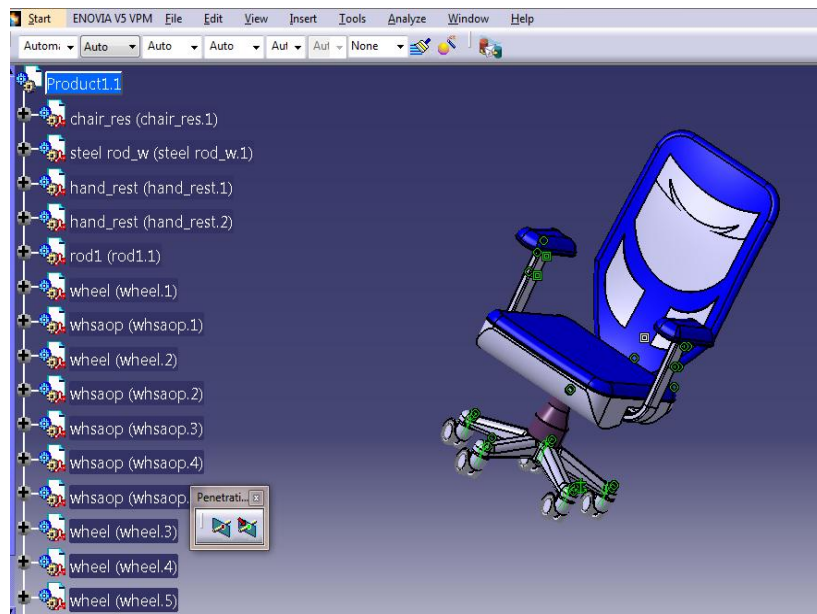 Start ENOVIA V5 VPM File Edit View Insert Tools Analyze Window Help
Auto Auto Auto Aut Aut None
Product1.1
chair_res (chair_res.1)
steel rod_w (steel rod_w.1)
hand_rest (hand_rest.1)
hand_rest (hand_rest.2)
rod1 (rod1.1)
wheel (wheel.1)
whsaop (whsaop.1)
wheel (wheel.2)
whsaop (whsaop.2)
whsaop (whsaop.3)
whsaop (whsaop.4)
whsaop (whsaop.
Penetrati...
wheel (wheel.3)
wheel (wheel.4)
wheel (wheel.5)